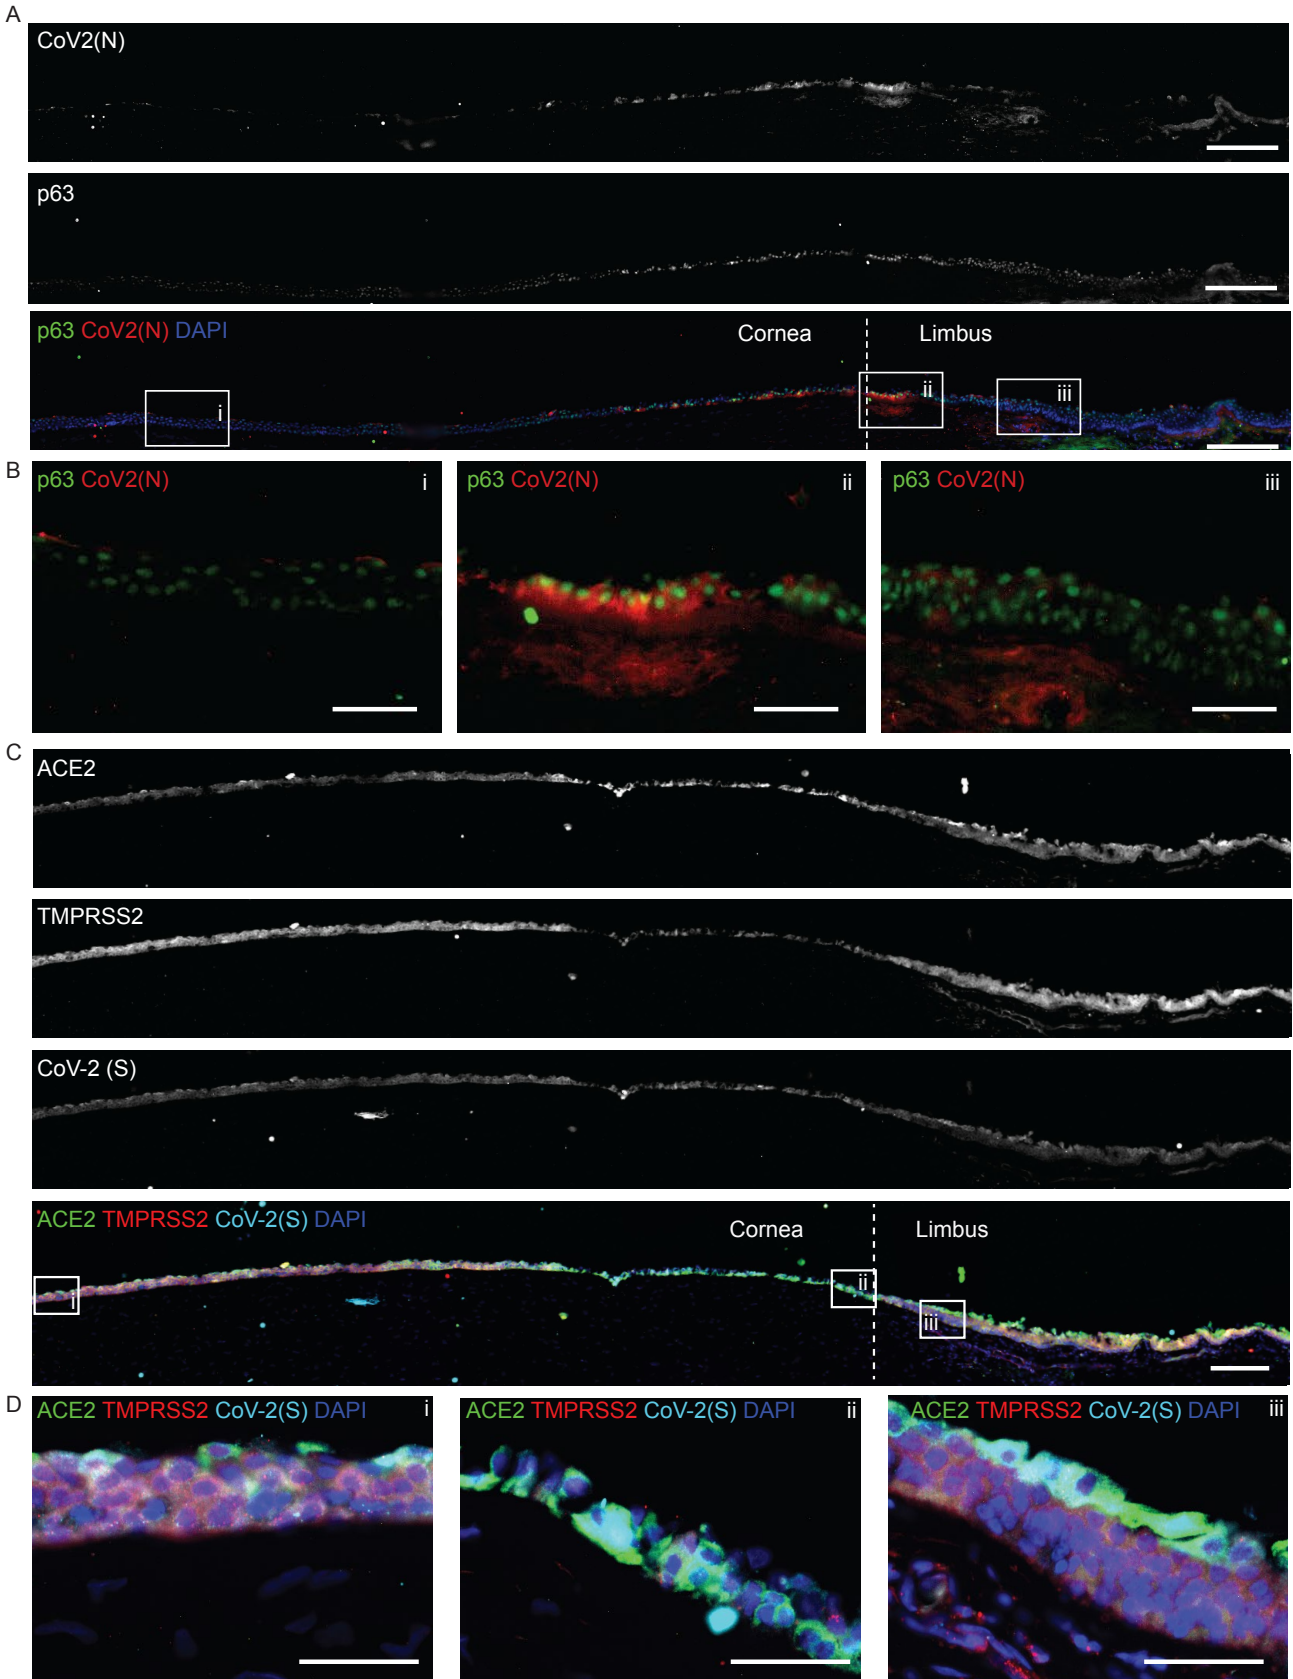 A
CoV2(N)
p63
p63 CoV2(N) DAPI
Cornea
Limbus
i
ii
iii
B
p63 CoV2(N)
i
p63 CoV2(N)
ii
p63 CoV2(N)
iii
C
ACE2
TMPRSS2
CoV-2 (S)
ACE2 TMPRSS2 CoV-2(S) DAPI
Cornea
Limbus
i
ii
iii
D
ACE2 TMPRSS2 CoV-2(S) DAPI
i
ACE2 TMPRSS2 CoV-2(S) DAPI
ii
ACE2 TMPRSS2 CoV-2(S) DAPI
iii